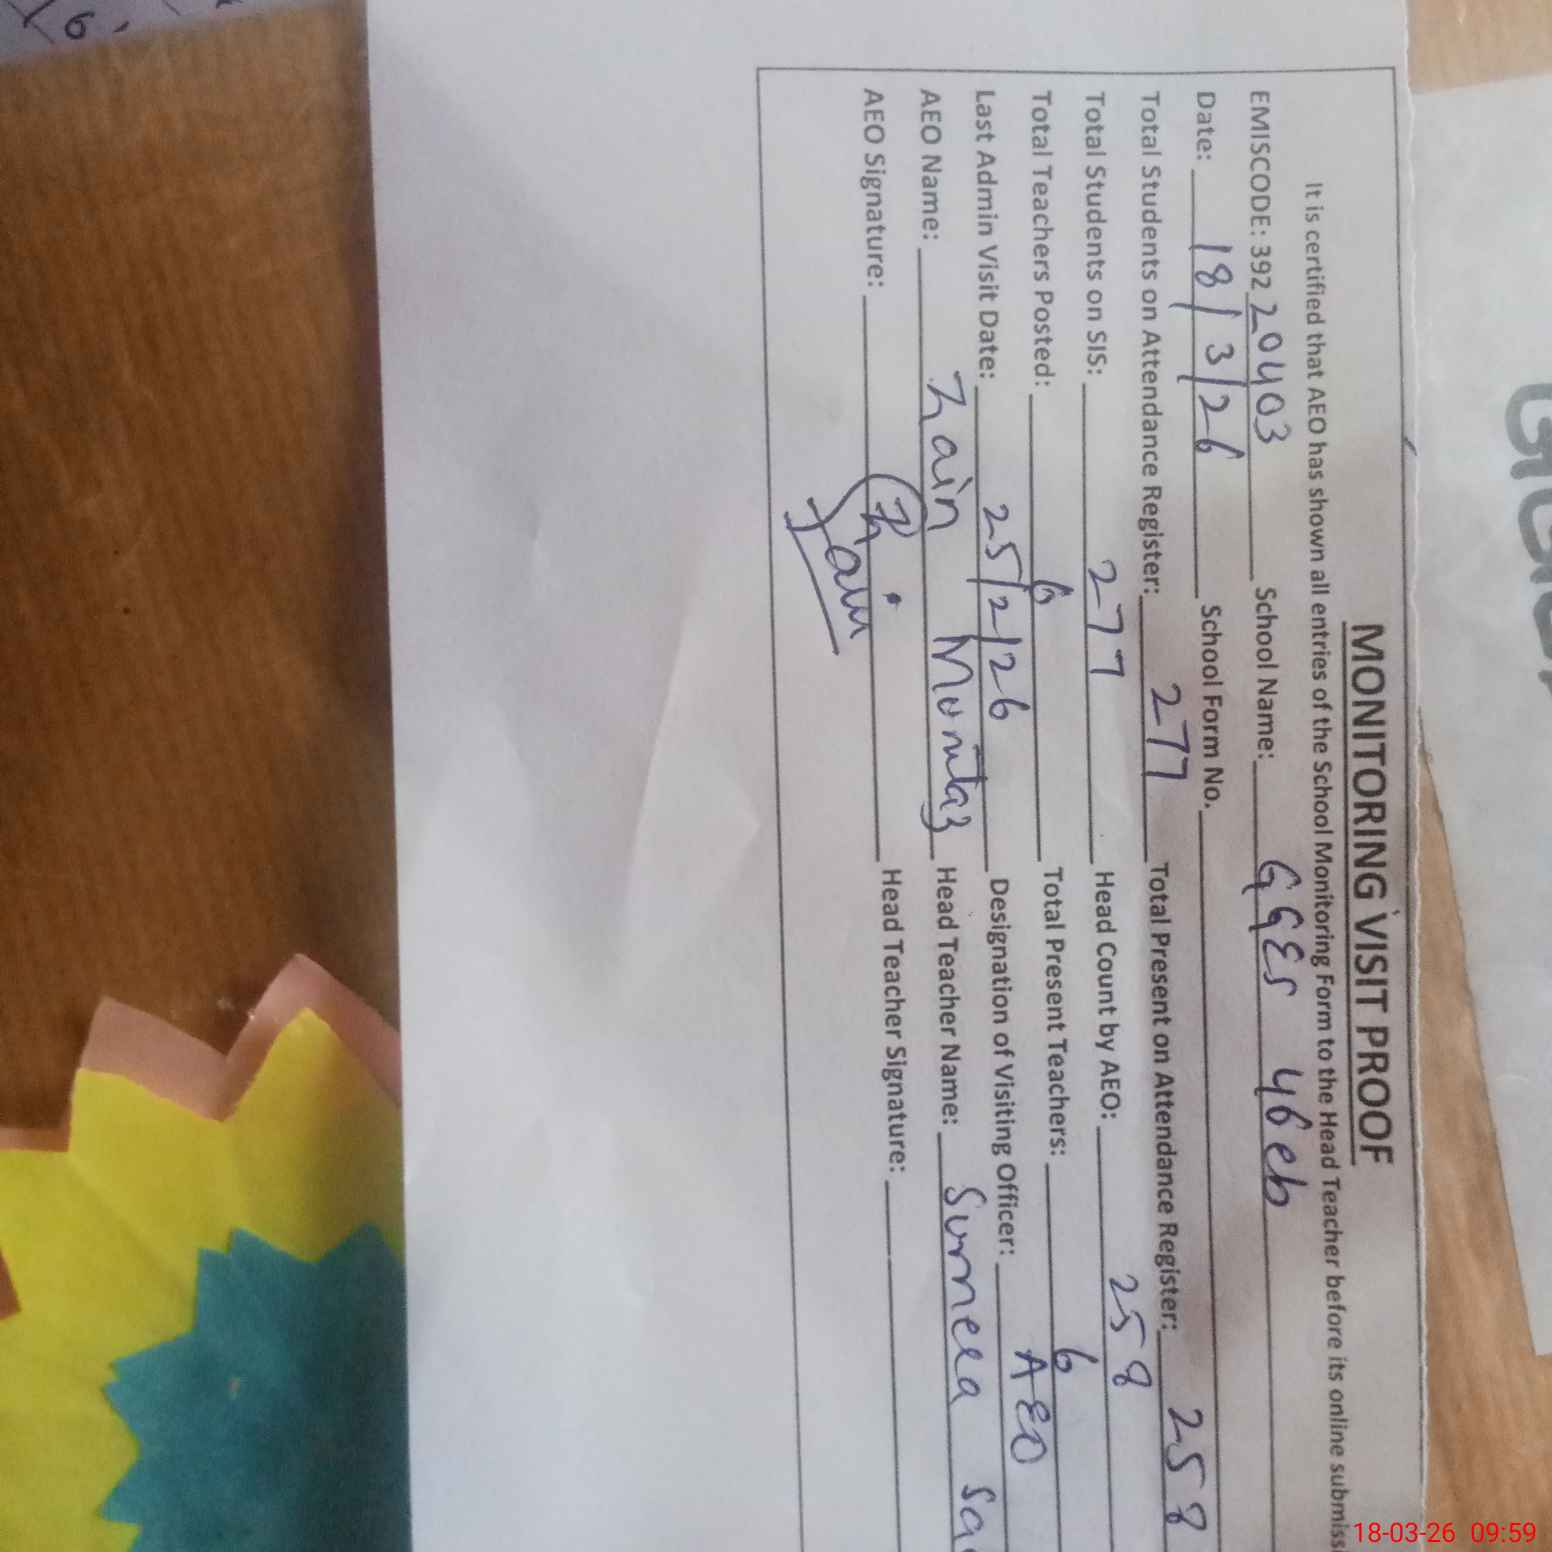 MONITORING VISIT PROOF
It is certified that AEO has shown all entries of the School Monitoring Form to the Head Teacher before its online
EMISCODE: 392 20403 School Name: GGES 46eb
Date: 18/3/26 School Form No.
Total Students on Attendance Register: 277 Total Present on Attendance Register: 258
Total Students on SIS: 277 Head Count by AEO: 258
Total Teachers Posted: 6 Total Present Teachers: 6
Last Admin Visit Date: 25/2/26 Designation of Visiting Officer: AEO
AEO Name: Zain Mumtaz Head Teacher Name: Sumeea
AEO Signature: Zain Head Teacher Signature:
18-03-26 09:59